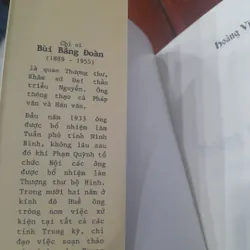 Chí sĩ
Bùi Bằng Đoàn
(1889 - 1955)
là quan Thượng thư,
Khâm sứ Đại thần
triều Nguyễn. Ông
thông thạo cả Pháp
văn và Hán văn.
Đầu năm 1933 ông
được bổ nhiệm làm
Tuần phủ tỉnh Ninh
Bình, không lâu sau
đó khi Phạm Quỳnh tổ
chức Nội các ông
được bổ nhiệm làm
Thượng thư bộ Hình.
Trong mười hai năm ở
kinh đô Huế ông
trông nom việc xử
kiện tại tất cả các
tỉnh Trung kỳ, chỉ
đạo việc soạn thảo
Hoàng V